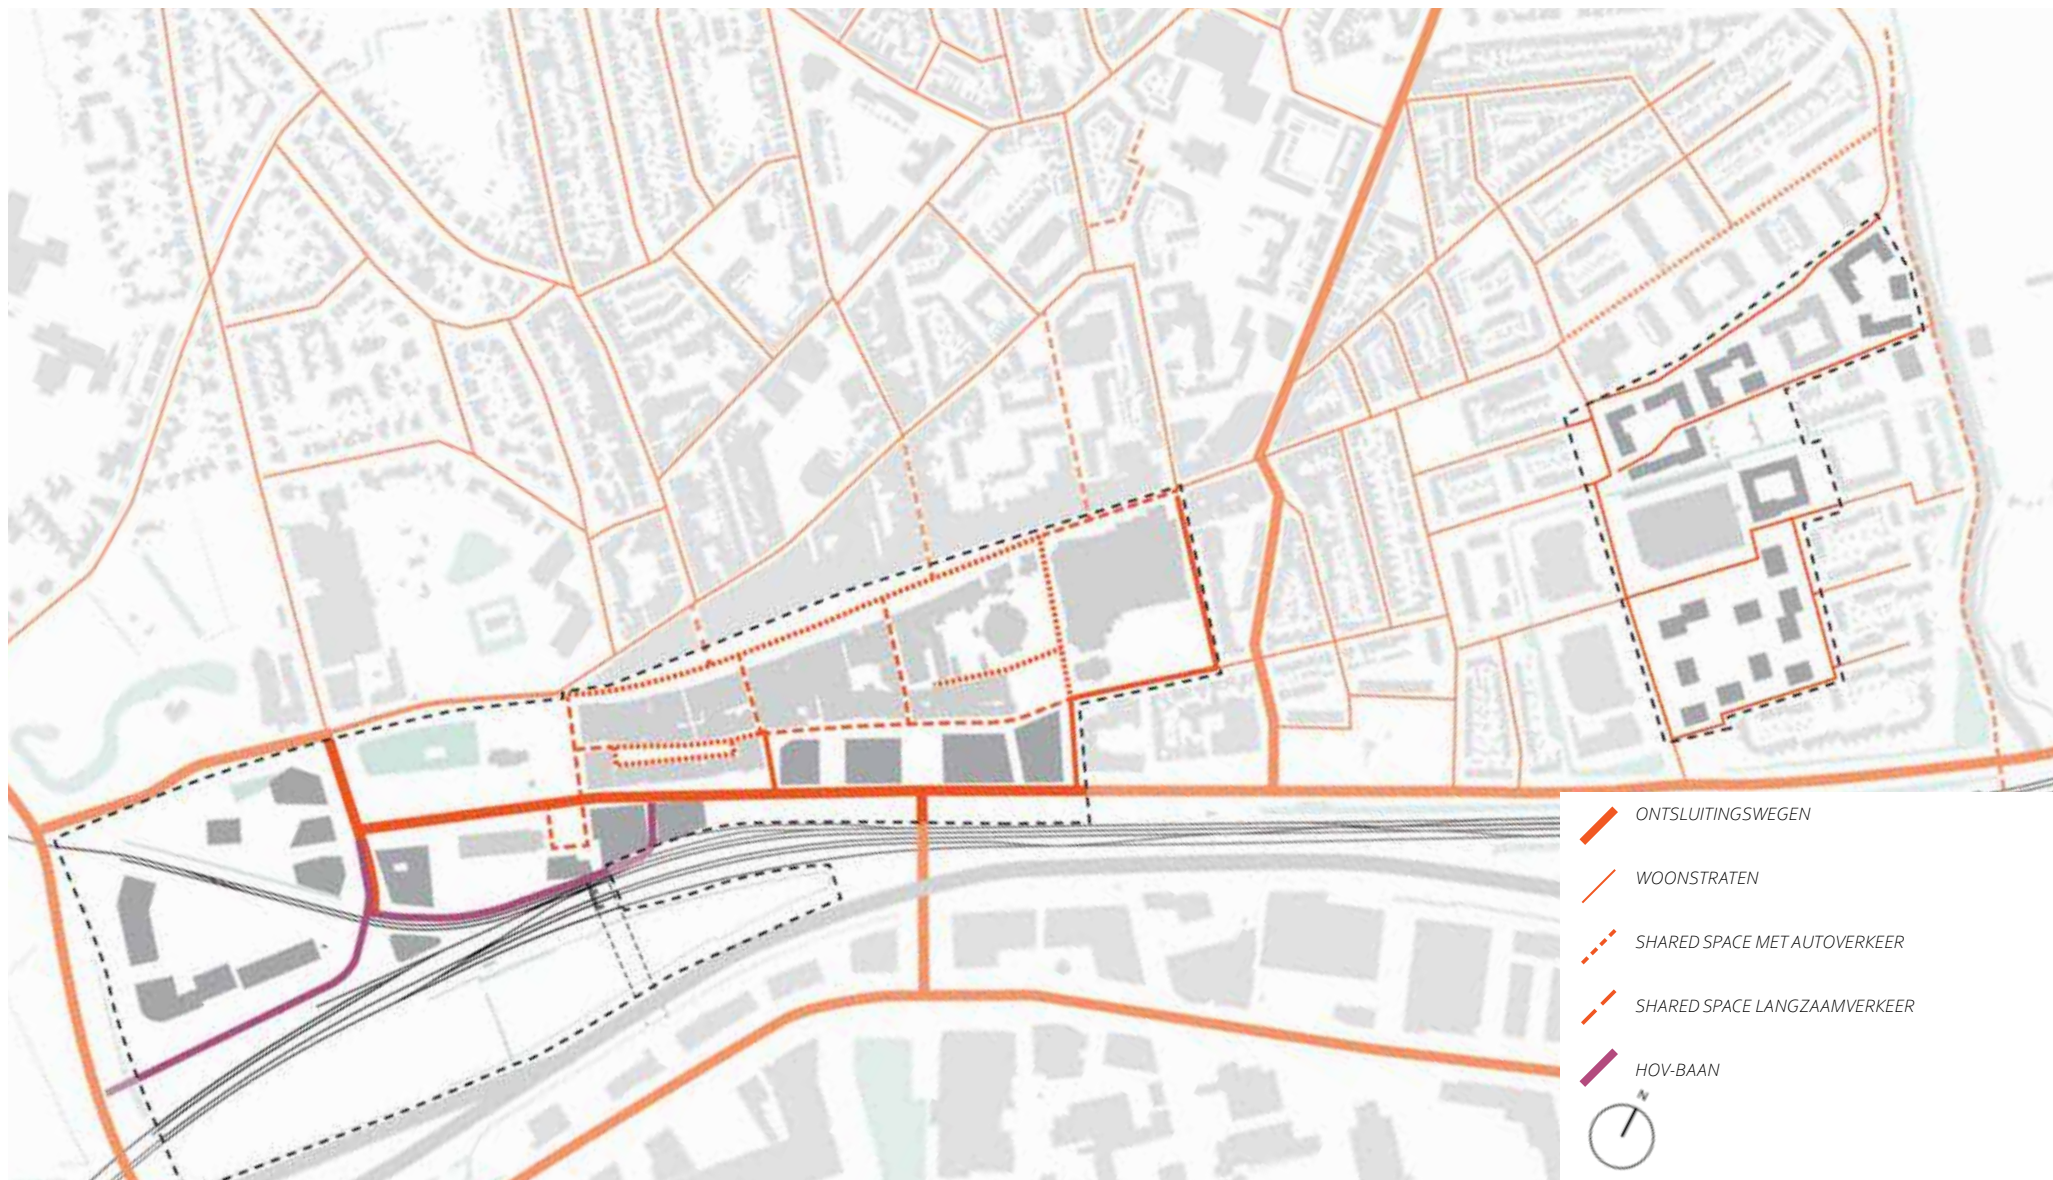 ONTSLUITINGSWEGEN
WOONSTRATEN
SHARED SPACE MET AUTOVERKEER
SHARED SPACE LANGZAAMVERKEER
HOV-BAAN
N